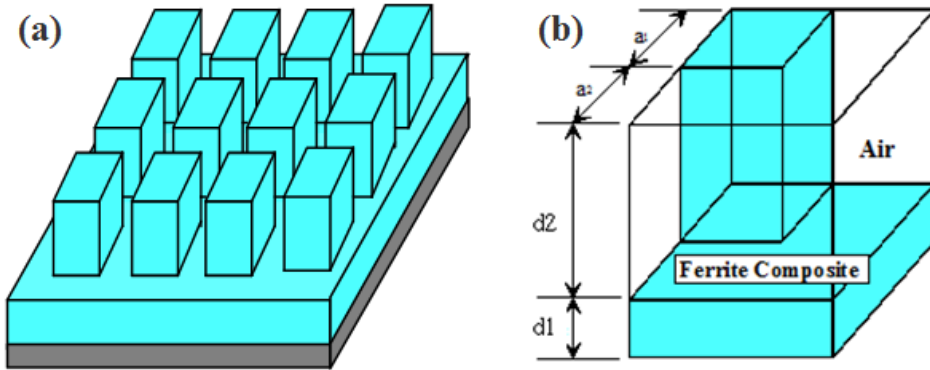 (a)
(b)
a1
a2
Air
d2
Ferrite Composite
d1